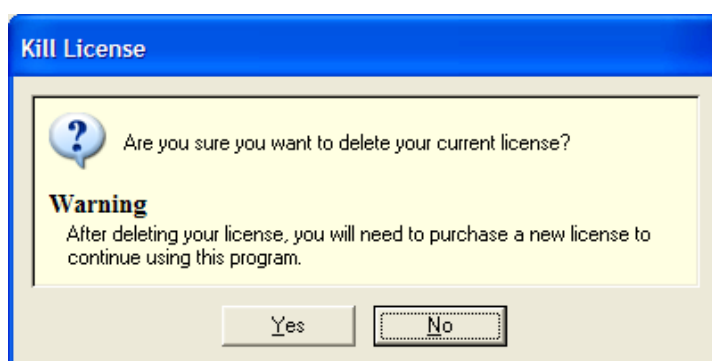 Kill License
Are you sure you want to delete your current license?
Warning
After deleting your license, you will need to purchase a new license to
continue using this program.
Yes
No